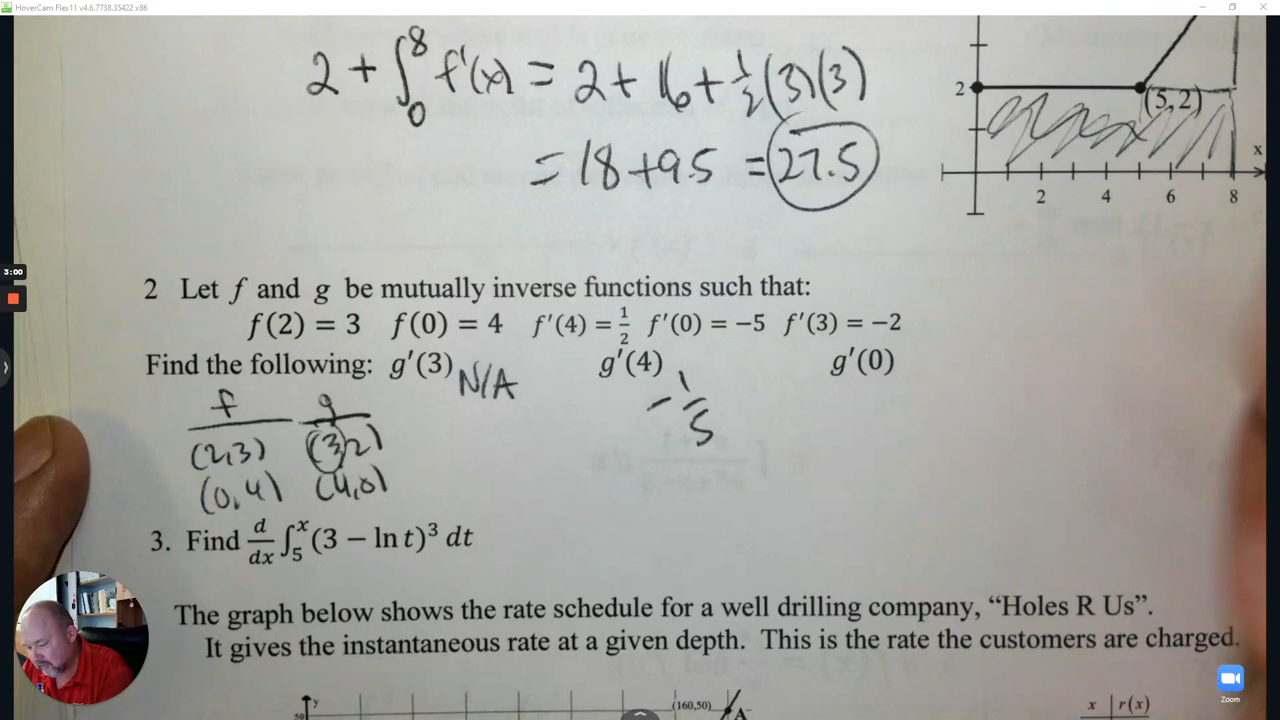 HoverCam Flex11 v4.6.7738.35422 x86
2 + ∫₀⁸ f'(x) = 2 + 16 + ½(3)(3)
= 18 + 9.5 = 27.5
2
(5,2)
x
2 4 6 8
3:00
2 Let f and g be mutually inverse functions such that:
f(2) = 3 f(0) = 4 f′(4) = 1/2 f′(0) = −5 f′(3) = −2
Find the following: g′(3) N/A g′(4) g′(0)
− 1/5
f g
(2,3) (3,2)
(0,4) (4,0)
3. Find d/dx ∫₅ˣ (3 − ln t)³ dt
The graph below shows the rate schedule for a well drilling company, “Holes R Us”.
It gives the instantaneous rate at a given depth. This is the rate the customers are charged.
50 y (160,50) A x r(x)
Zoom